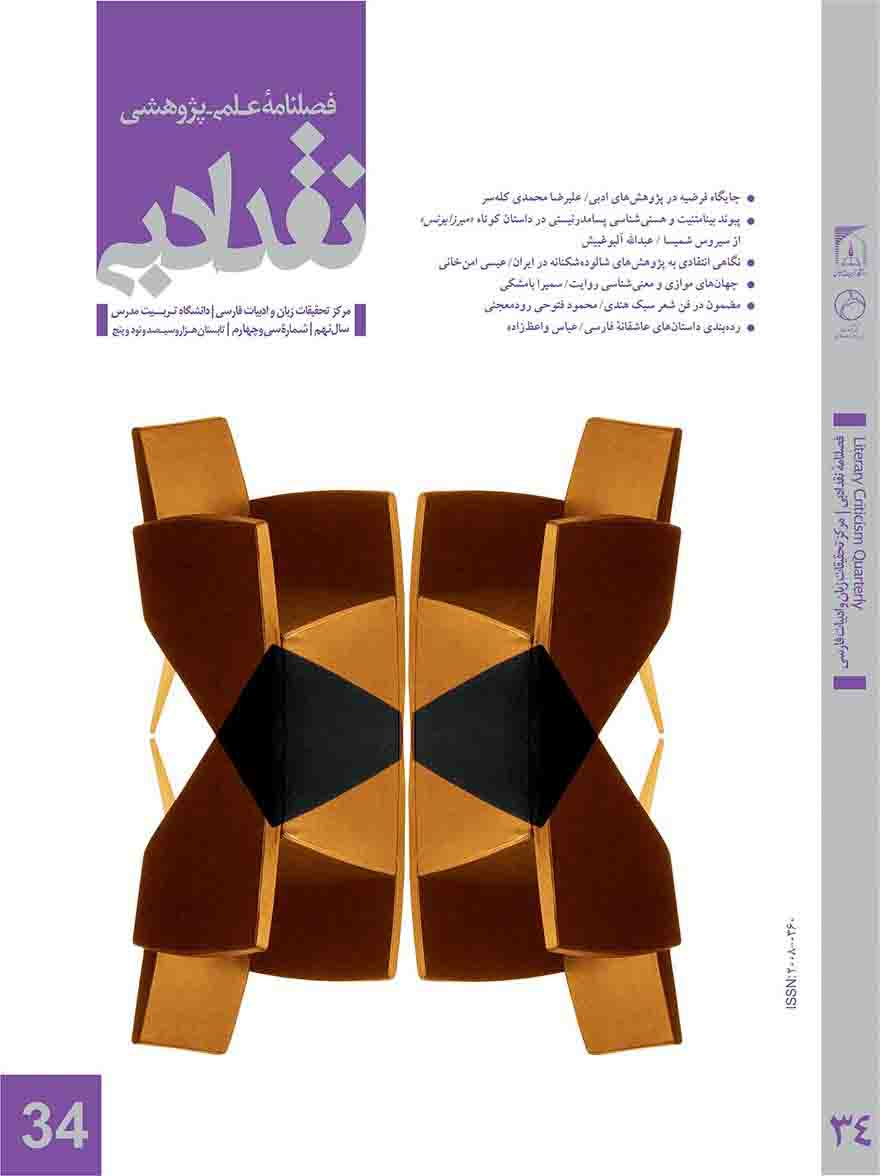 فصلنامهٔ علمی-پژوهشی
نقد ادبی
مرکز تحقیقات زبان و ادبیات فارسی | دانشگاه تربیت مدرس
سال نهم | شمارهٔ سی‌و‌چهارم | تابستان هزار و سیصد و نود و پنج
● جایگاه فرضیه در پژوهش‌های ادبی/ علیرضا محمدی کله‌سر
● پیوند بینامتنیت و هستی‌شناسی پسامدرنیستی در داستان کوتاه «میرزا یونس»
از سیروس شمیسا / عبدالله آلبوغبیش
● نگاهی انتقادی به پژوهش‌های شالوده‌شکنانه در ایران/ عیسی امن‌خانی
● جهان‌های موازی و معنی‌شناسی روایت/ سمیرا بامشکی
● مضمون در فن شعر سبک هندی/ محمود فتوحی رودمعجنی
● رده‌بندی داستان‌های عاشقانهٔ فارسی/ عباس واعظ‌زاده
Literary Criticism Quarterly
فصلنامهٔ نقد ادبی | مرکز تحقیقات زبان و ادبیات فارسی
ISSN: ۲۰۰۸-۰۳۶۰
34
۳۴